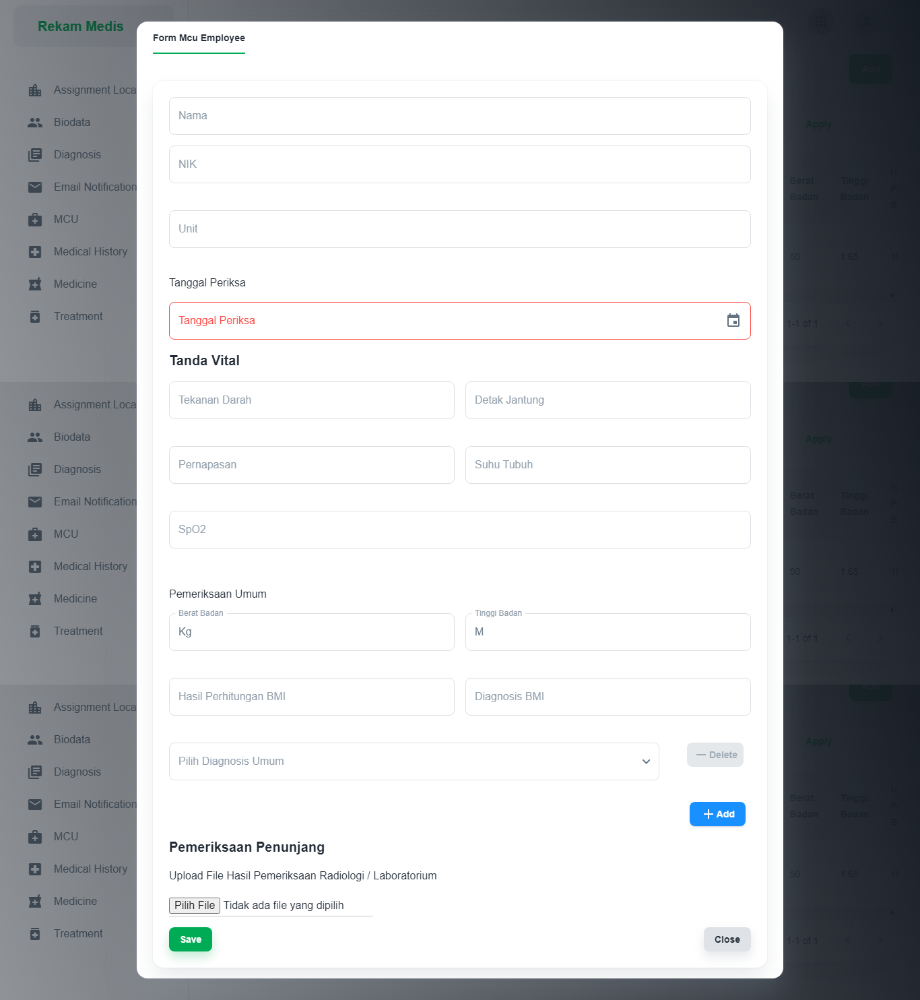 Rekam Medis
Form Mcu Employee
Add
Assignment Loca
Biodata
Diagnosis
Email Notification
MCU
Medical History
Medicine
Treatment
Apply
Berat Badan
Tinggi Badan
50
1.65
1-1 of 1
Nama
NIK
Unit
Tanggal Periksa
Tanggal Periksa
Tanda Vital
Tekanan Darah
Detak Jantung
Pernapasan
Suhu Tubuh
SpO2
Assignment Loca
Biodata
Diagnosis
Email Notification
MCU
Medical History
Medicine
Treatment
Apply
Berat Badan
Tinggi Badan
50
1.65
1-1 of 1
Pemeriksaan Umum
Berat Badan
Kg
Tinggi Badan
M
Hasil Perhitungan BMI
Diagnosis BMI
Pilih Diagnosis Umum
Delete
Add
Pemeriksaan Penunjang
Upload File Hasil Pemeriksaan Radiologi / Laboratorium
Pilih File Tidak ada file yang dipilih
Save
Close
Assignment Loca
Biodata
Diagnosis
Email Notification
MCU
Medical History
Medicine
Treatment
Apply
Berat Badan
Tinggi Badan
50
1.65
1-1 of 1